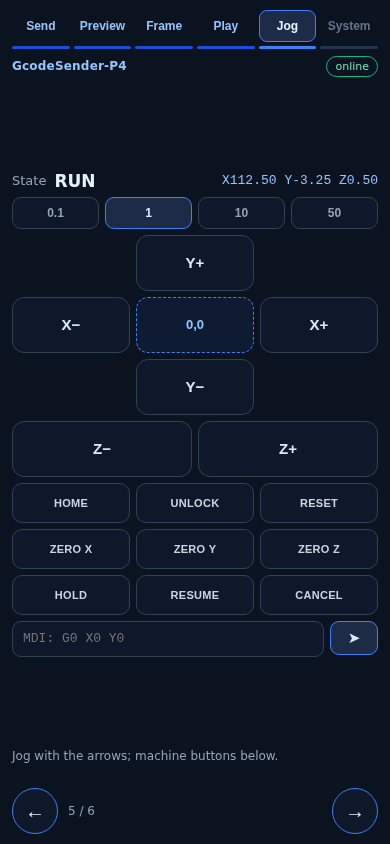 Send Preview Frame Play Jog System
GcodeSender-P4 online
State RUN X112.50 Y-3.25 Z0.50
0.1 1 10 50
Y+
X− 0,0 X+
Y−
Z− Z+
HOME UNLOCK RESET
ZERO X ZERO Y ZERO Z
HOLD RESUME CANCEL
MDI: G0 X0 Y0 ➤
Jog with the arrows; machine buttons below.
← 5 / 6 →